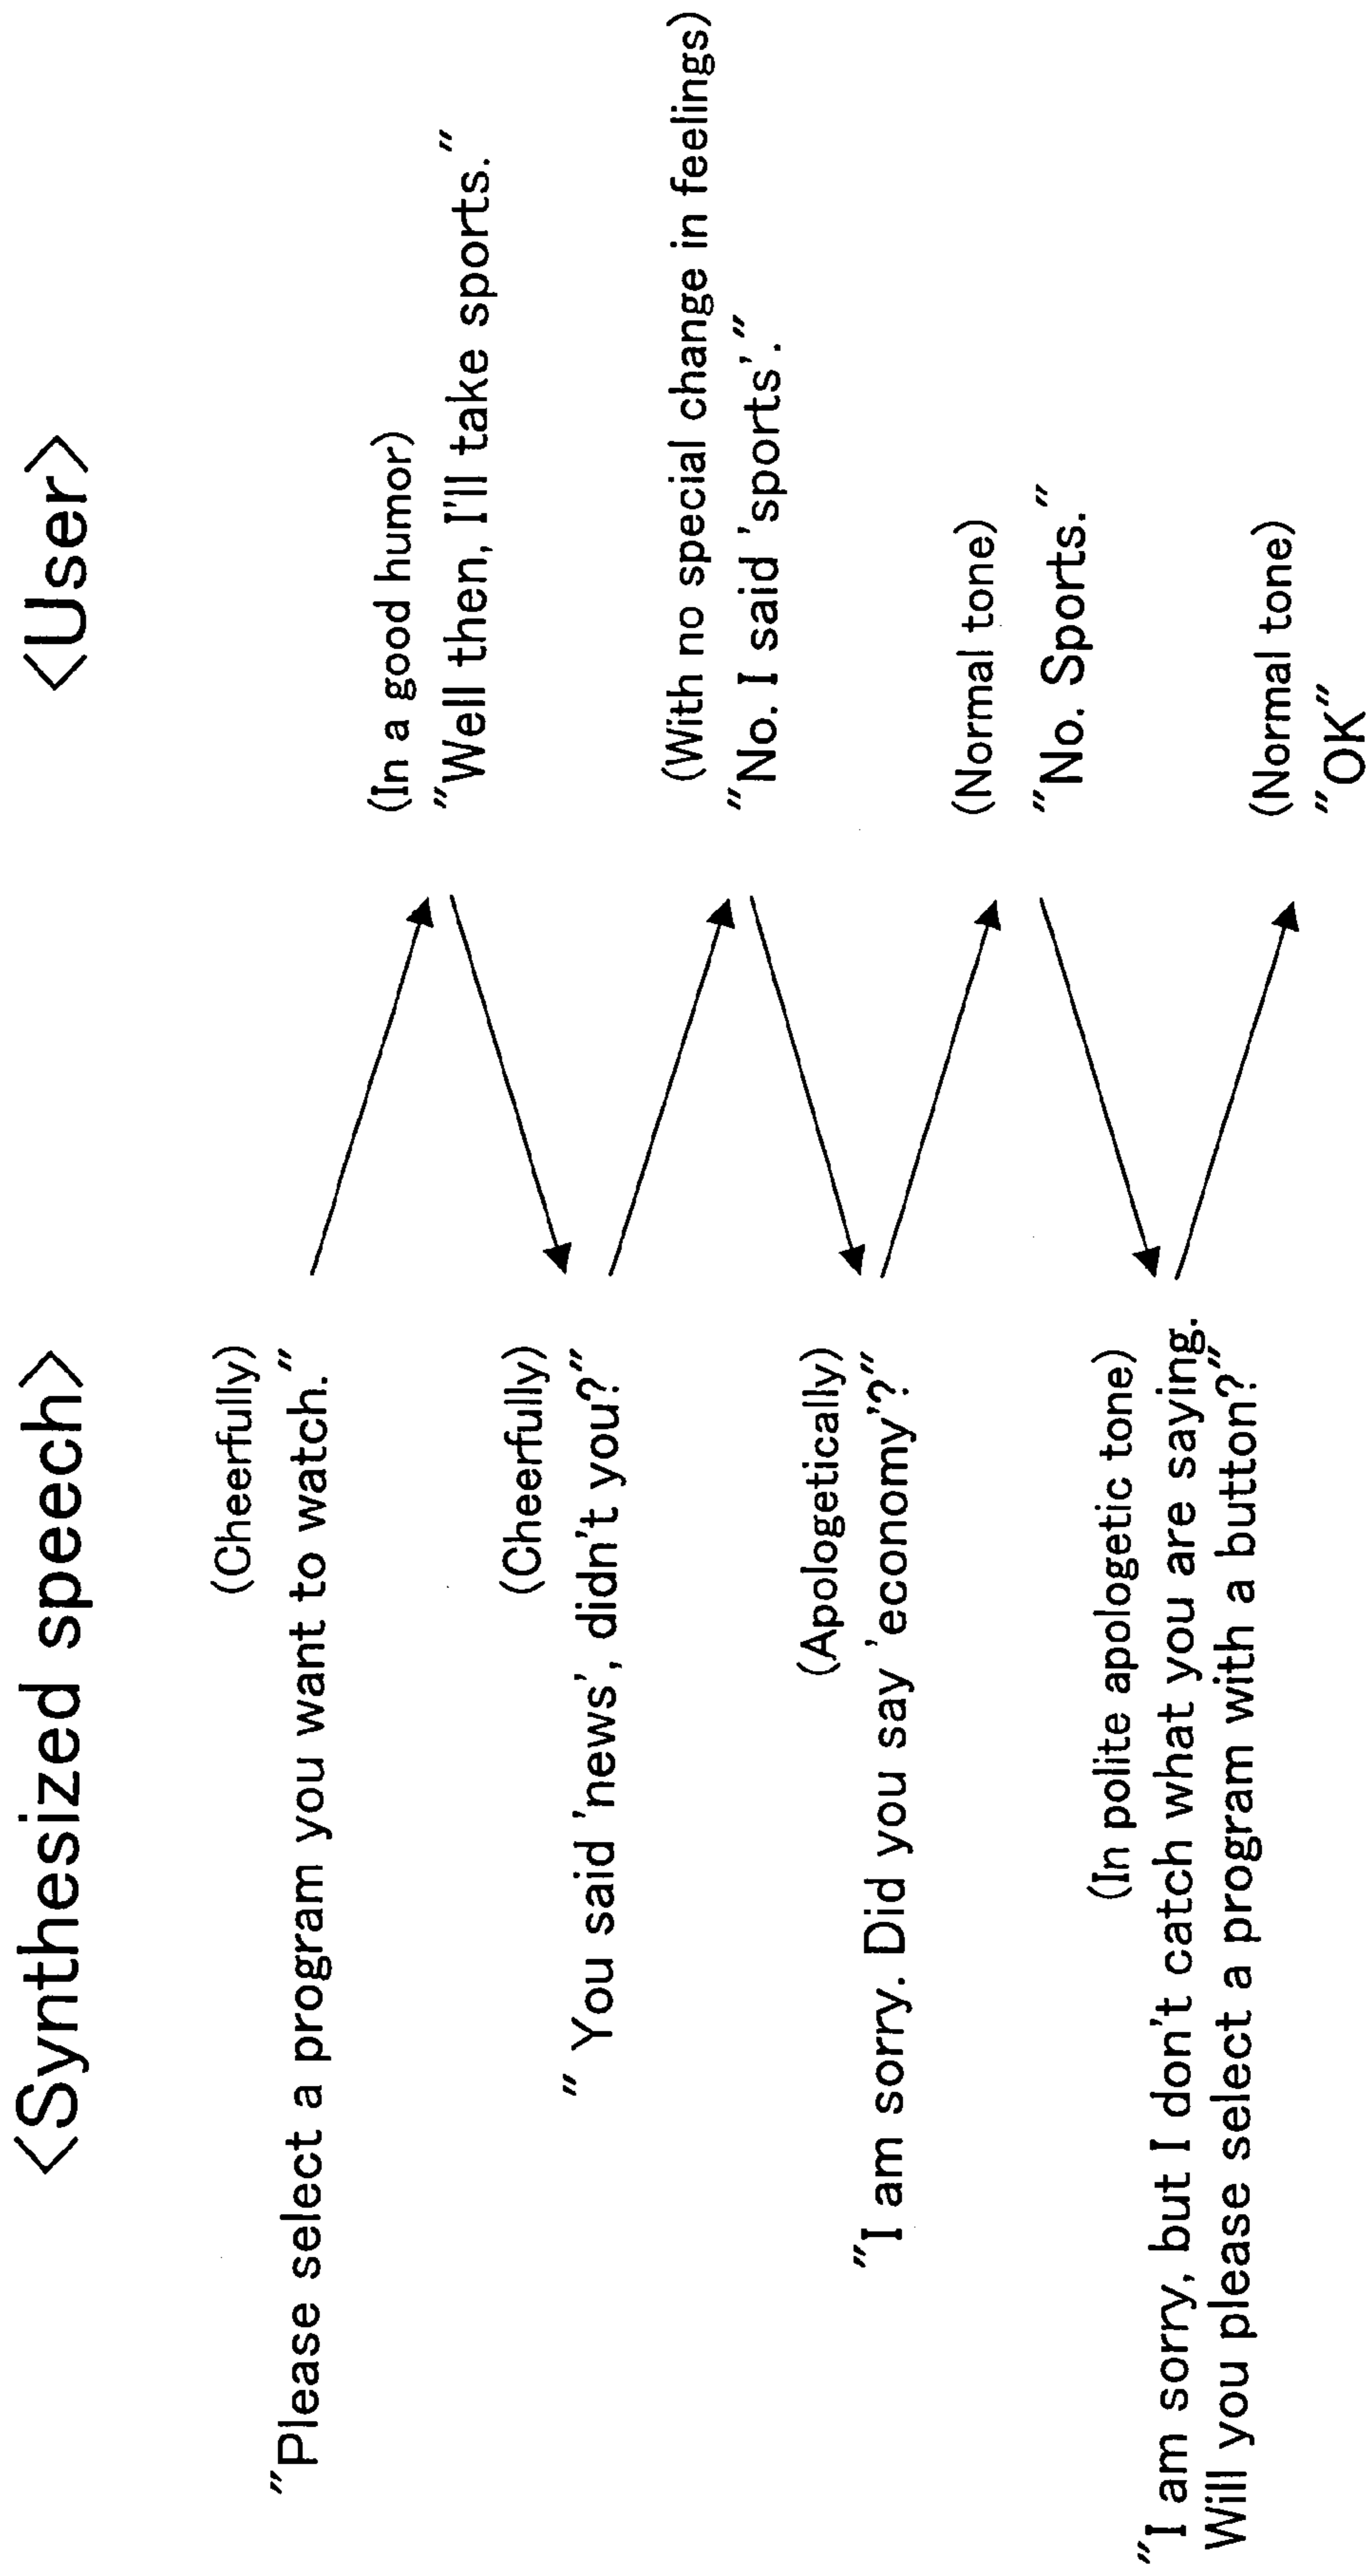 <Synthesized speech>
<User>
(Cheerfully)
"Please select a program you want to watch."
(In a good humor)
"Well then, I'll take sports."
(Cheerfully)
" You said 'news', didn't you?"
(With no special change in feelings)
"No. I said 'sports'."
(Apologetically)
"I am sorry. Did you say 'economy'?"
(Normal tone)
"No. Sports."
(In polite apologetic tone)
"I am sorry, but I don't catch what you are saying.
Will you please select a program with a button?"
(Normal tone)
"OK"